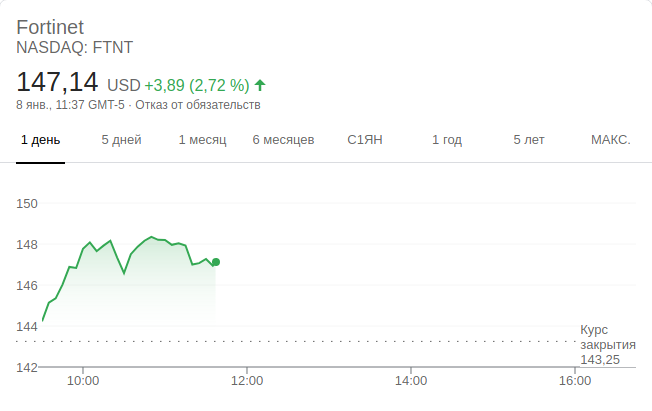 Fortinet
NASDAQ: FTNT
147,14 USD +3,89 (2,72 %)
8 янв., 11:37 GMT-5 · Отказ от обязательств
1 день 5 дней 1 месяц 6 месяцев С1ЯН 1 год 5 лет МАКС.
150
148
146
144
142
Курс
закрытия
143,25
10:00 12:00 14:00 16:00